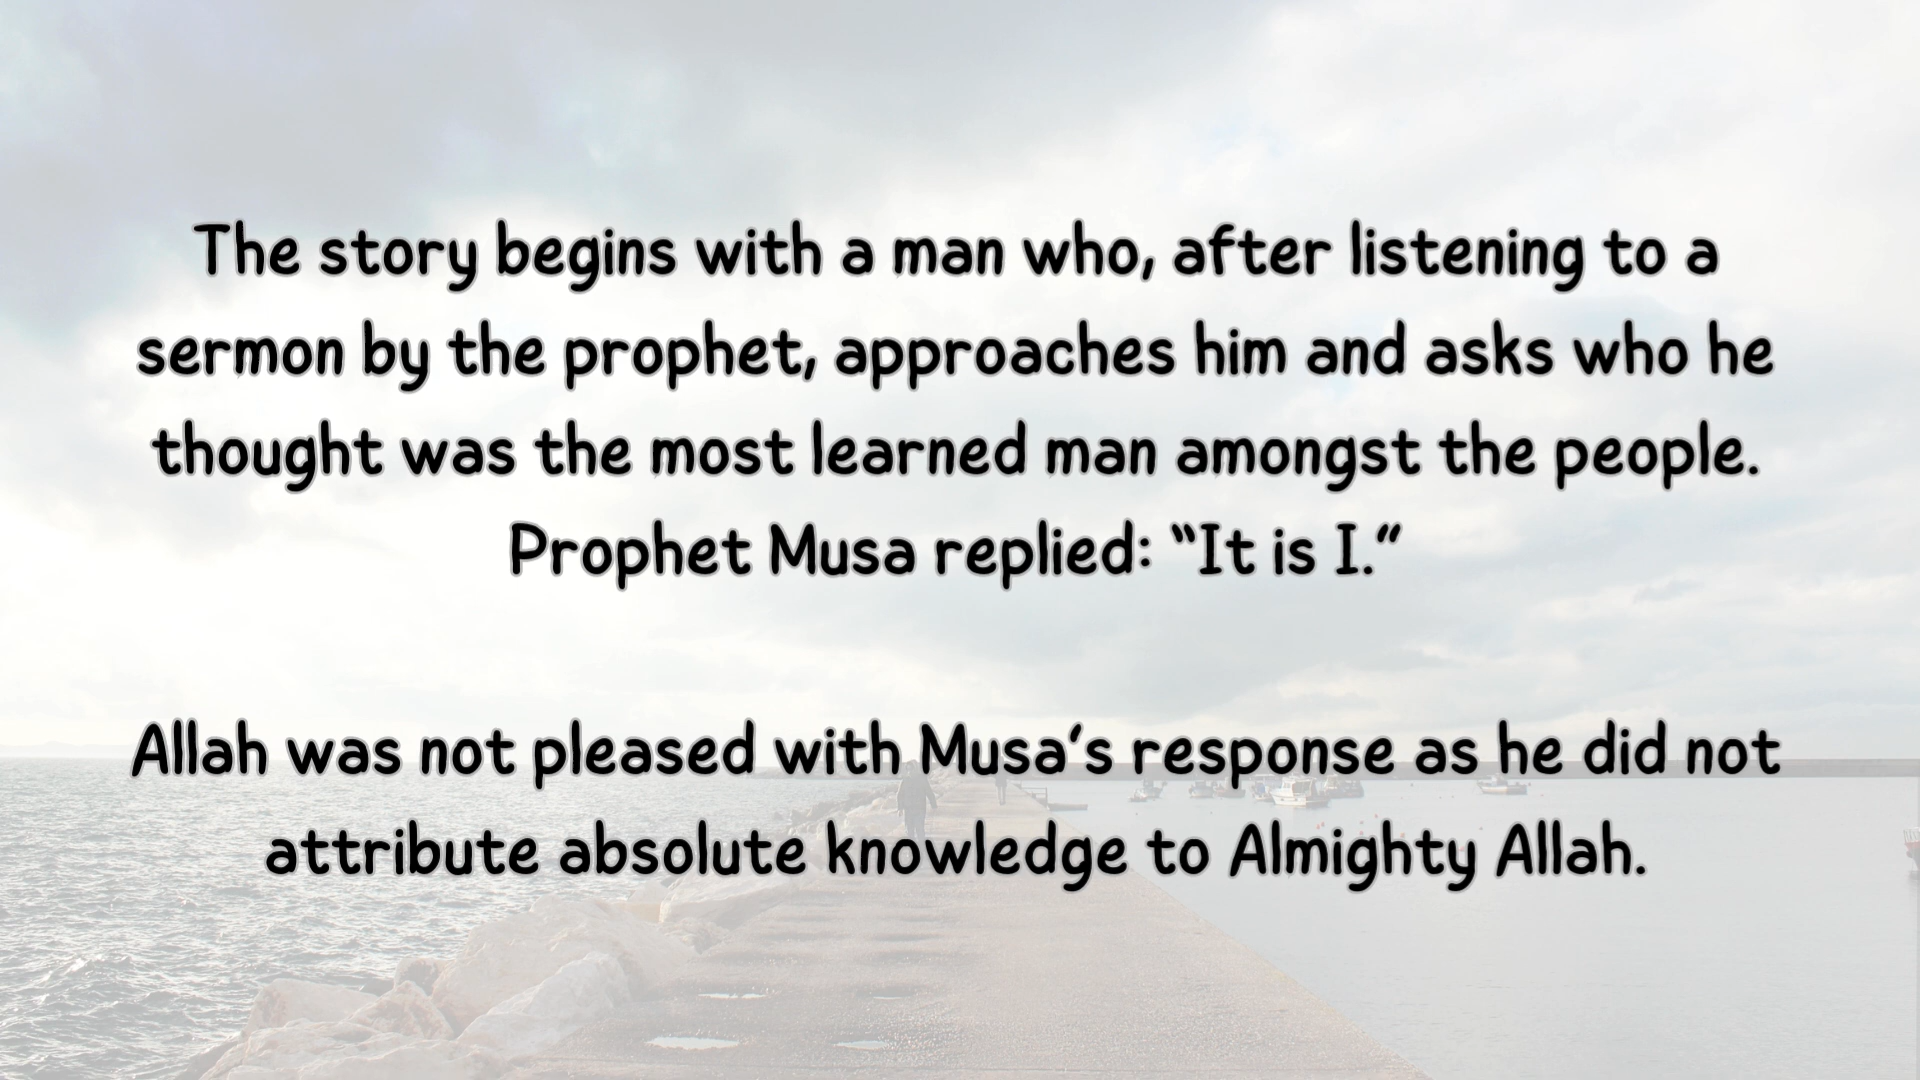 The story begins with a man who, after listening to a
sermon by the prophet, approaches him and asks who he
thought was the most learned man amongst the people.
Prophet Musa replied: “It is I.”
Allah was not pleased with Musa’s response as he did not
attribute absolute knowledge to Almighty Allah.